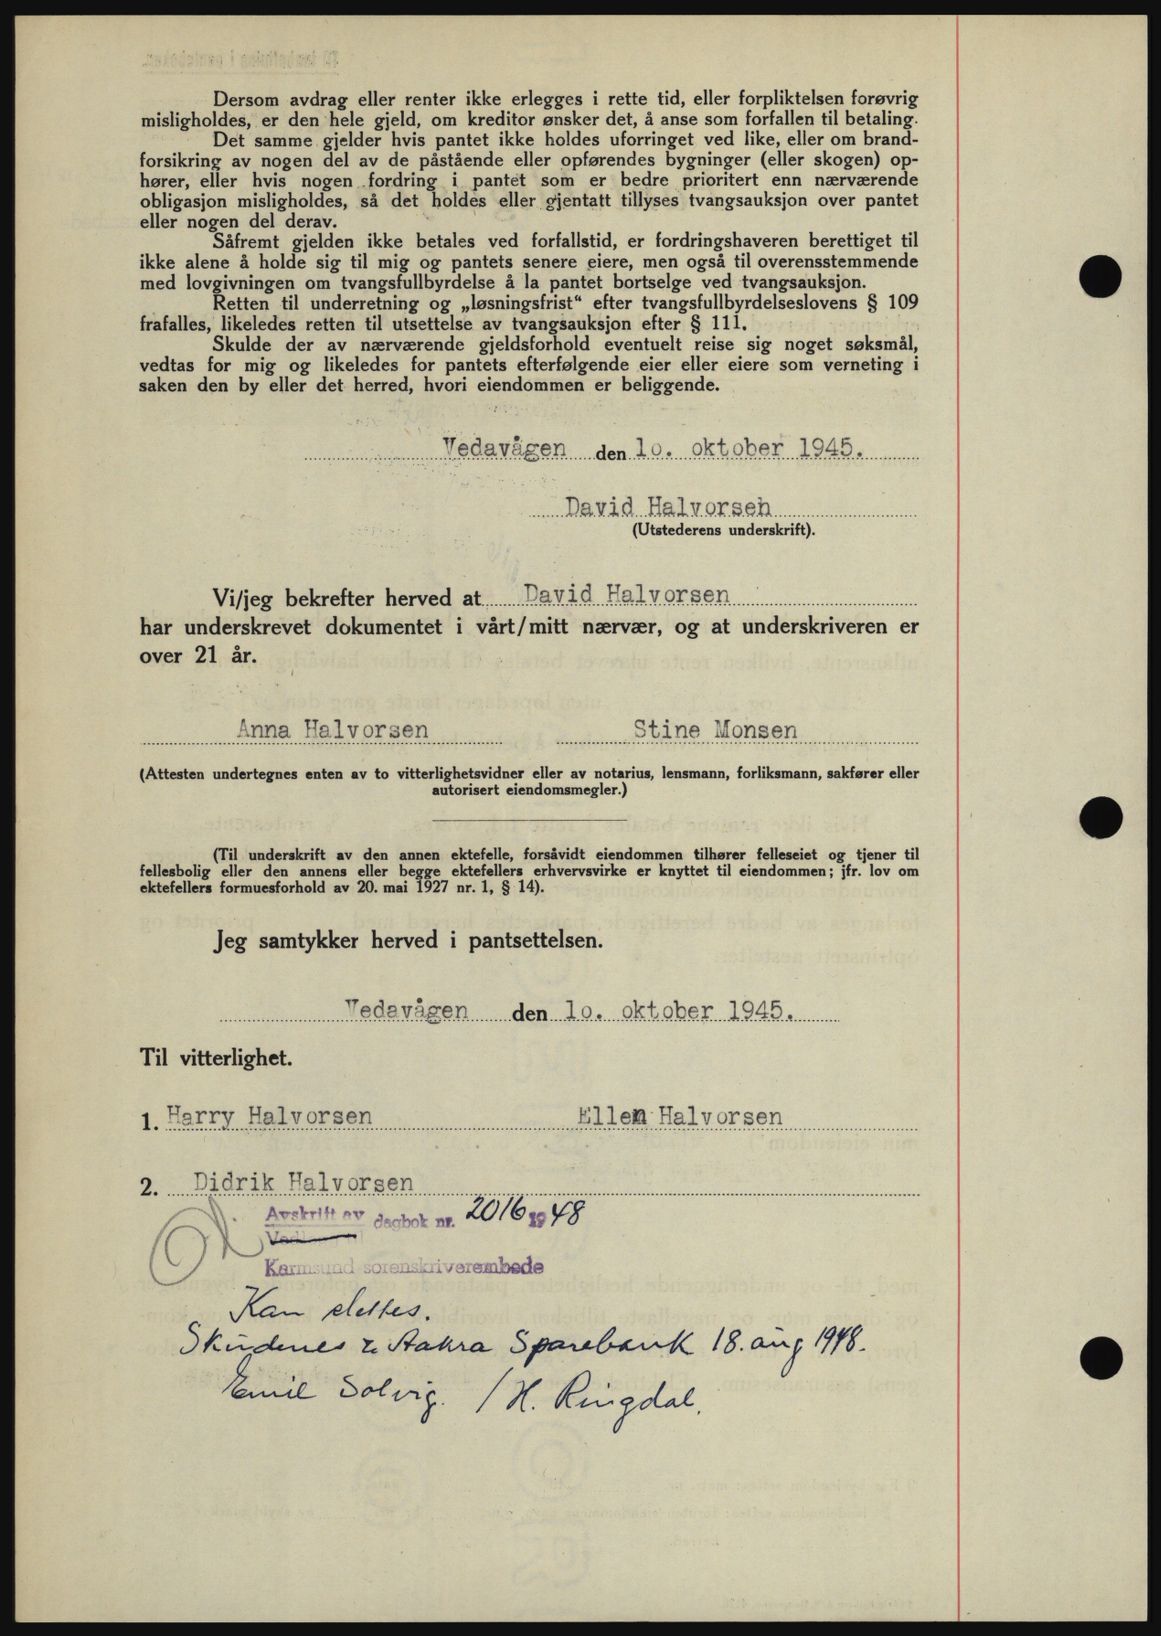 Dersom avdrag eller renter ikke erlegges i rette tid, eller forpliktelsen forøvrig
misligholdes, er den hele gjeld, om kreditor ønsker det, å anse som forfallen til betaling.
Det samme gjelder hvis pantet ikke holdes uforringet ved like, eller om brand-
forsikring av nogen del av de påstående eller opførendes bygninger (eller skogen) op-
hører, eller hvis nogen fordring i pantet som er bedre prioritert enn nærværende
obligasjon misligholdes, så det holdes eller gjentatt tillyses tvangsauksjon over pantet
eller nogen del derav.
Såfremt gjelden ikke betales ved forfallstid, er fordringshaveren berettiget til
ikke alene å holde sig til mig og pantets senere eiere, men også til overensstemmende
med lovgivningen om tvangsfullbyrdelse å la pantet bortselge ved tvangsauksjon.
Retten til underretning og „løsningsfrist“ efter tvangsfullbyrdelseslovens § 109
frafalles, likeledes retten til utsettelse av tvangsauksjon efter § 111.
Skulde der av nærværende gjeldsforhold eventuelt reise sig noget søksmål,
vedtas for mig og likeledes for pantets efterfølgende eier eller eiere som verneting i
saken den by eller det herred, hvori eiendommen er beliggende.
Vedavågen den 10. oktober 1945.
David Halvorsen
(Utstederens underskrift).
Vi/jeg bekrefter herved at David Halvorsen
har underskrevet dokumentet i vårt/mitt nærvær, og at underskriveren er
over 21 år.
Anna Halvorsen Stine Monsen
(Attesten undertegnes enten av to vitterlighetsvidner eller av notarius, lensmann, forliksmann, sakfører eller
autorisert eiendomsmegler.)
(Til underskrift av den annen ektefelle, forsåvidt eiendommen tilhører felleseiet og tjener til
fellesbolig eller den annens eller begge ektefellers erhvervsvirke er knyttet til eiendommen; jfr. lov om
ektefellers formuesforhold av 20. mai 1927 nr. 1, § 14).
Jeg samtykker herved i pantsettelsen.
Vedavågen den 10. oktober 1945.
Til vitterlighet.
1. Harry Halvorsen Ellen Halvorsen
2. Didrik Halvorsen
Avskrift av dagbok nr. 2016 1948
Karmsund sorenskriverembede
Kan slettes.
Skudenes & Aakra Sparebank 18. aug 1948.
Emil Solvig. / H. Ringdal.